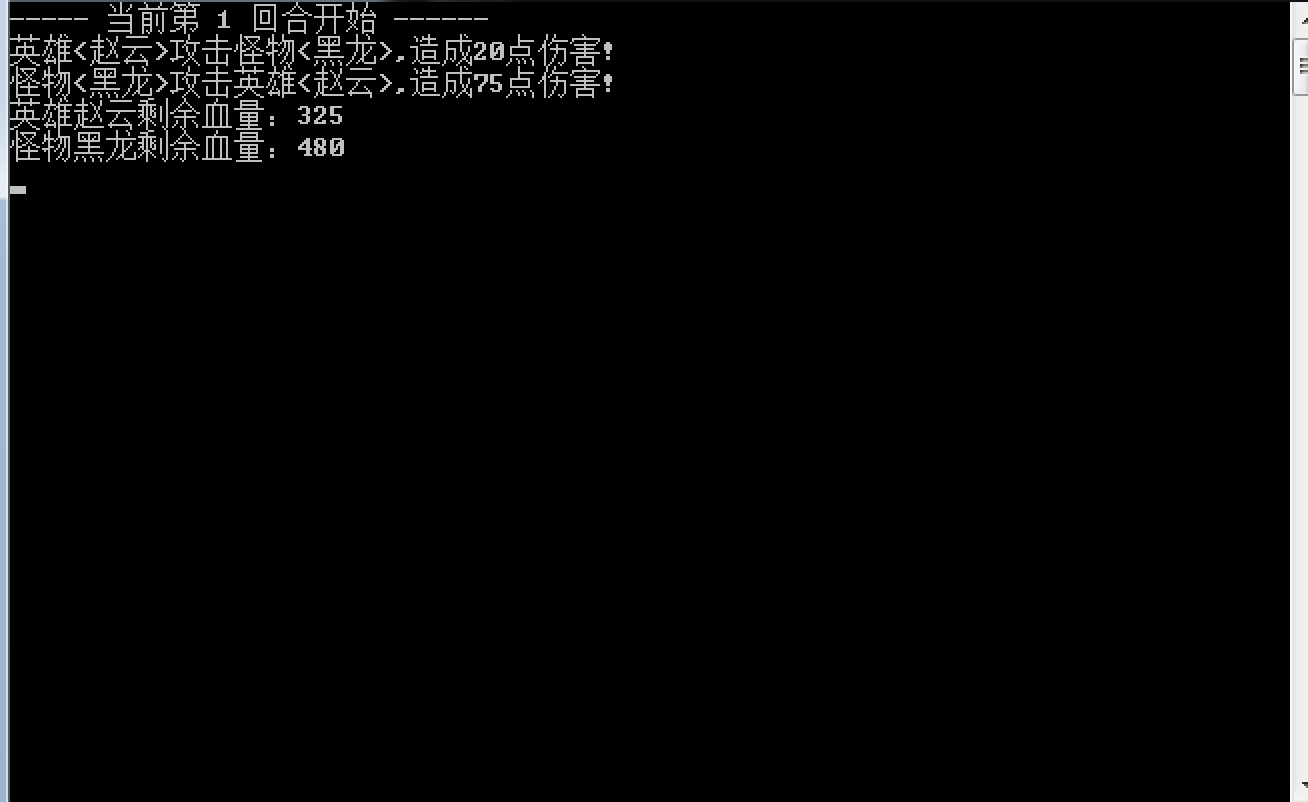 ----- 当前第 1 回合开始 ------
英雄<赵云>攻击怪物<黑龙>,造成20点伤害!
怪物<黑龙>攻击英雄<赵云>,造成75点伤害!
英雄赵云剩余血量：325
怪物黑龙剩余血量：480